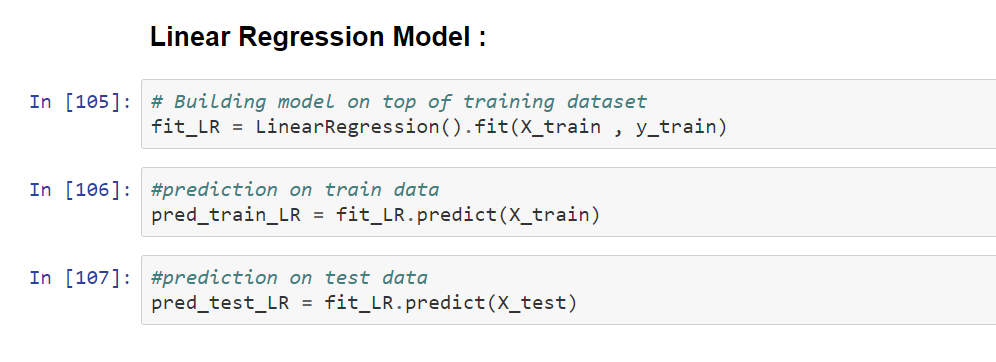 Linear Regression Model :
In [105]: # Building model on top of training dataset
fit_LR = LinearRegression().fit(X_train , y_train)
In [106]: #prediction on train data
pred_train_LR = fit_LR.predict(X_train)
In [107]: #prediction on test data
pred_test_LR = fit_LR.predict(X_test)